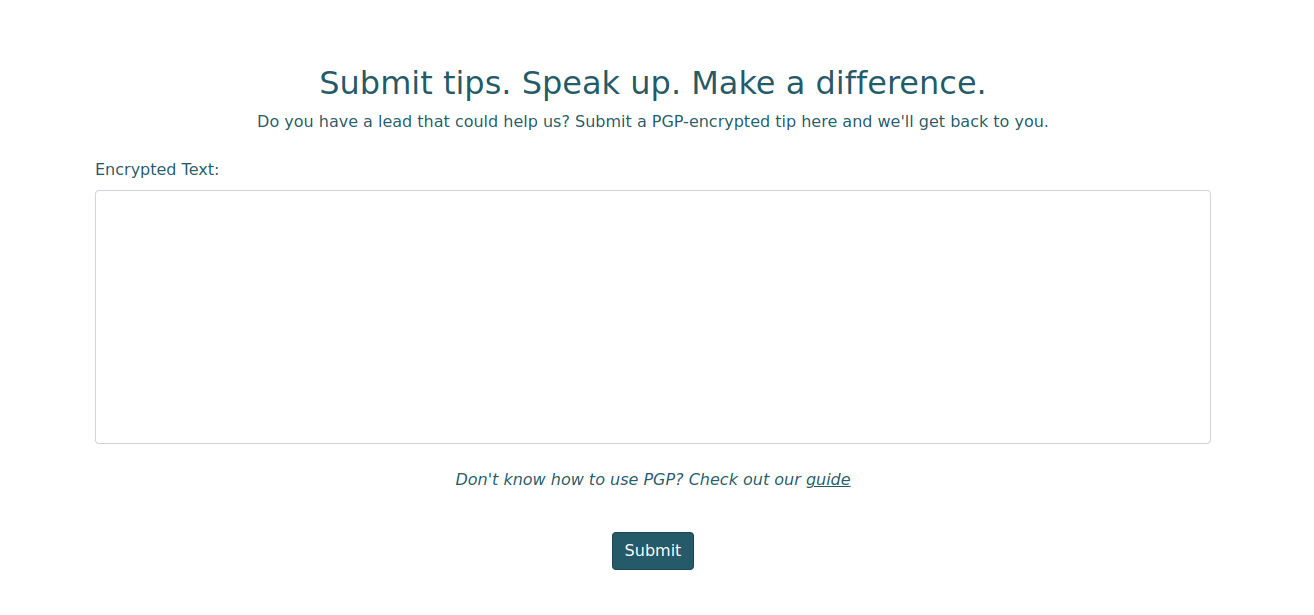 Submit tips. Speak up. Make a difference.
Do you have a lead that could help us? Submit a PGP-encrypted tip here and we'll get back to you.
Encrypted Text:
Don't know how to use PGP? Check out our guide
Submit